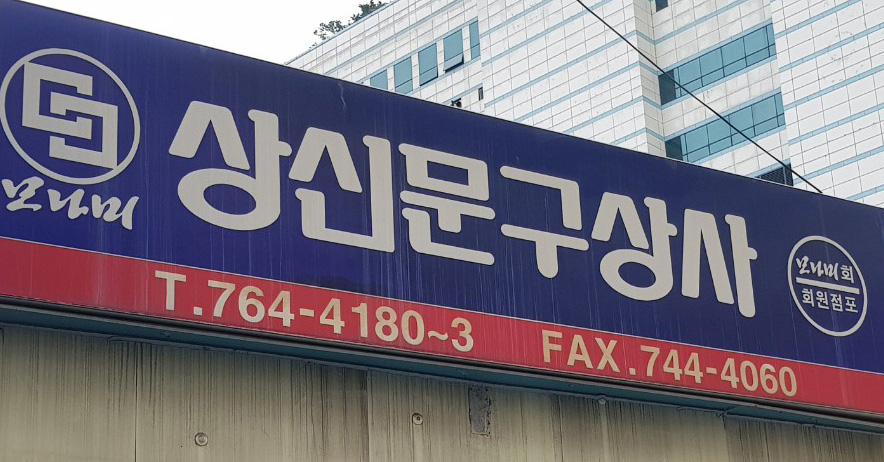 모나미
상신문구상사
모나미회
회원점포
T.764-4180~3
FAX.744-4060